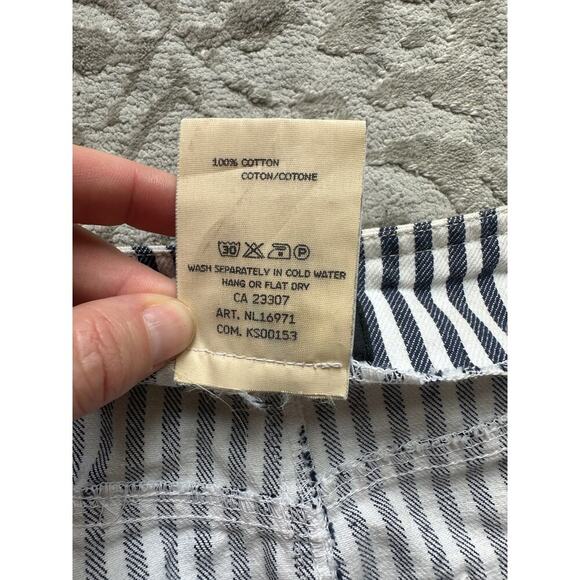 100% COTTON
COTON/COTONE
30 P
WASH SEPARATELY IN COLD WATER
HANG OR FLAT DRY
CA 23307
ART. NL16971
COM. KS00153